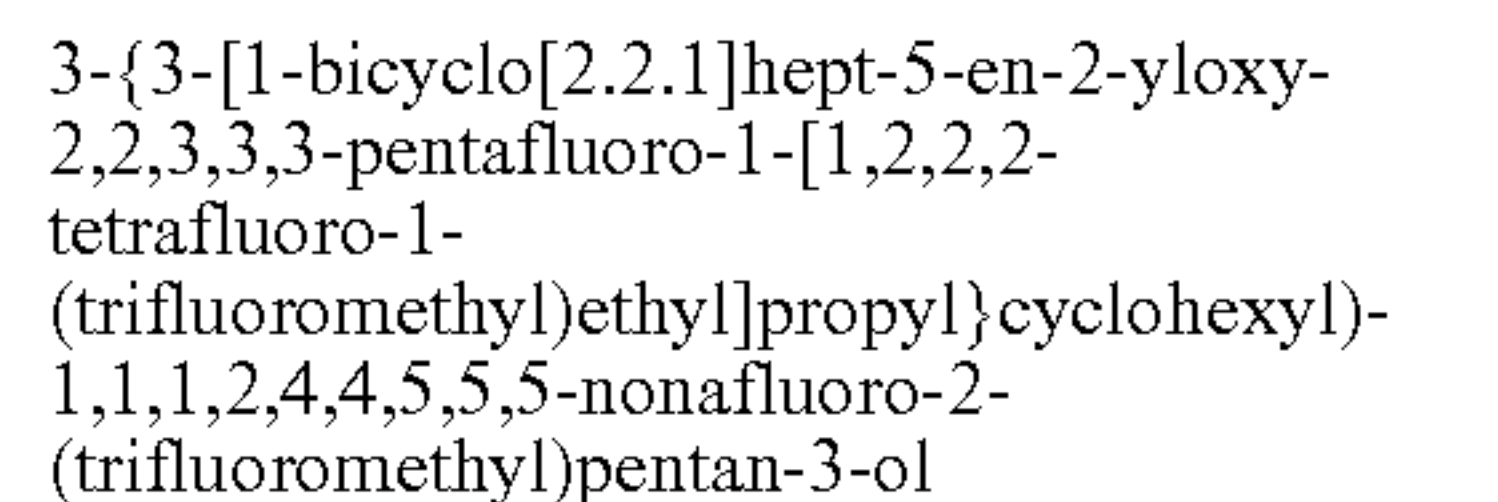 3-{3-[1-bicyclo[2.2.1]hept-5-en-2-yloxy-
2,2,3,3,3-pentafluoro-1-[1,2,2,2-
tetrafluoro-1-
(trifluoromethyl)ethyl]propyl}cyclohexyl)-
1,1,1,2,4,4,5,5,5-nonafluoro-2-
(trifluoromethyl)pentan-3-ol